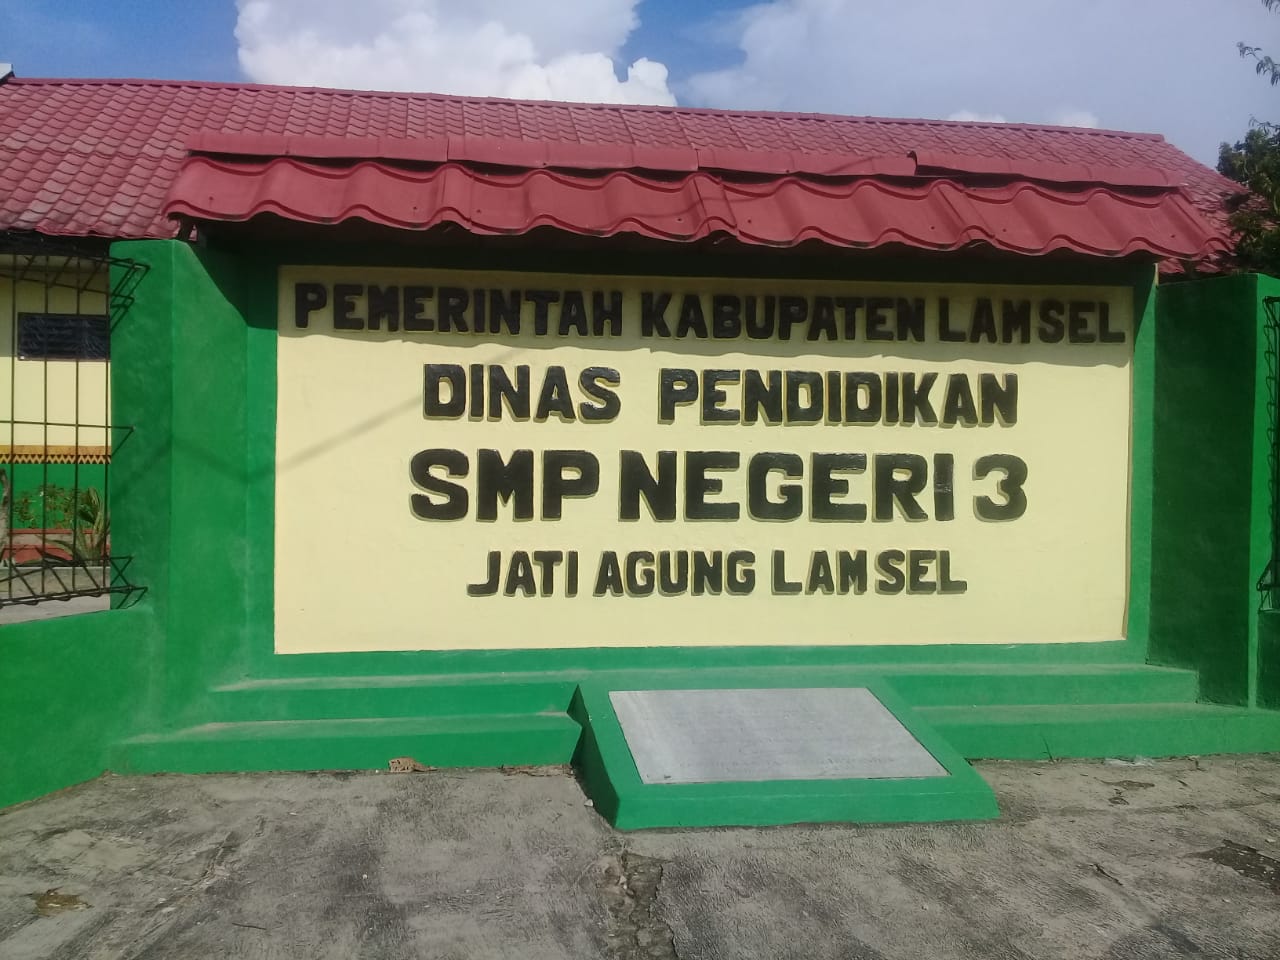 PEMERINTAH KABUPATEN LAMSEL
DINAS PENDIDIKAN
SMP NEGERI 3
JATI AGUNG LAMSEL